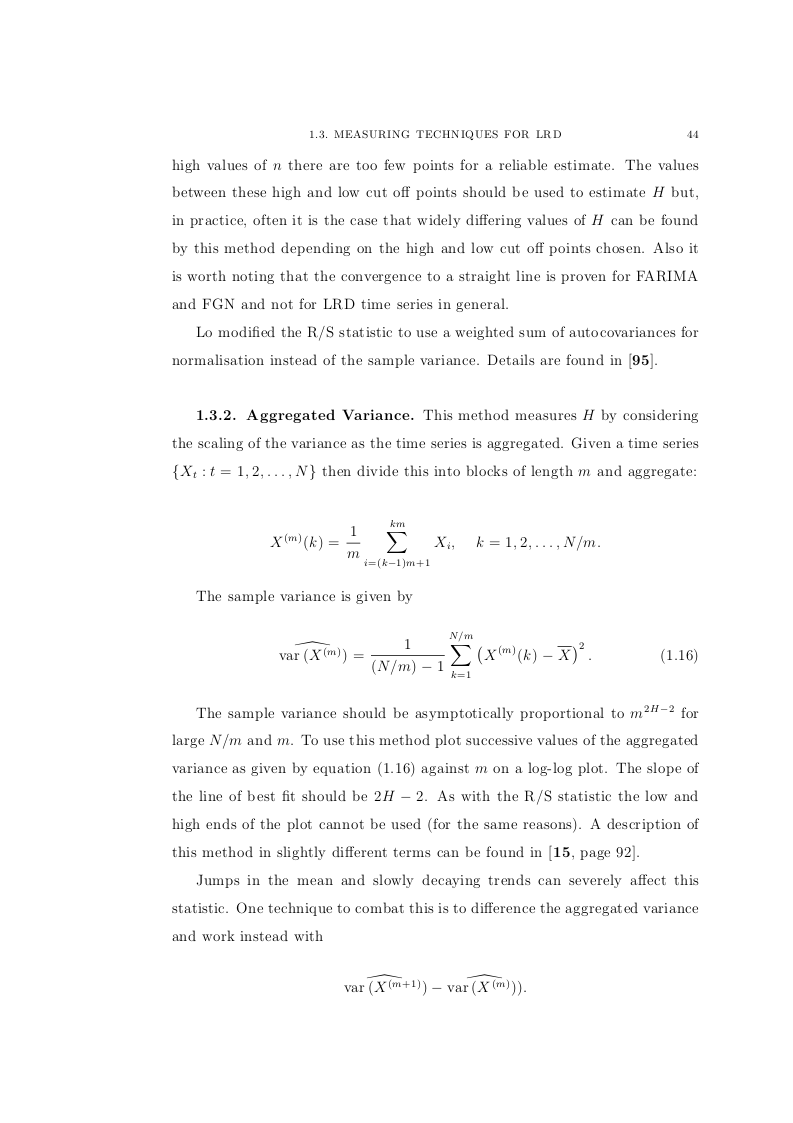 1.3. MEASURING TECHNIQUES FOR LRD 44
high values of n there are too few points for a reliable estimate. The values
between these high and low cut off points should be used to estimate H but,
in practice, often it is the case that widely differing values of H can be found
by this method depending on the high and low cut off points chosen. Also it
is worth noting that the convergence to a straight line is proven for FARIMA
and FGN and not for LRD time series in general.
Lo modified the R/S statistic to use a weighted sum of autocovariances for
normalisation instead of the sample variance. Details are found in [95].
1.3.2. Aggregated Variance. This method measures H by considering
the scaling of the variance as the time series is aggregated. Given a time series
{X_t : t = 1, 2, . . . , N} then divide this into blocks of length m and aggregate:
X^{(m)}(k) = \frac{1}{m} \sum_{i=(k-1)m+1}^{km} X_i, k = 1, 2, . . . , N/m.
The sample variance is given by
\widehat{var (X^{(m)})} = \frac{1}{(N/m) - 1} \sum_{k=1}^{N/m} (X^{(m)}(k) - \overline{X})^2 . (1.16)
The sample variance should be asymptotically proportional to m^{2H-2} for
large N/m and m. To use this method plot successive values of the aggregated
variance as given by equation (1.16) against m on a log-log plot. The slope of
the line of best fit should be 2H − 2. As with the R/S statistic the low and
high ends of the plot cannot be used (for the same reasons). A description of
this method in slightly different terms can be found in [15, page 92].
Jumps in the mean and slowly decaying trends can severely affect this
statistic. One technique to combat this is to difference the aggregated variance
and work instead with
\widehat{var (X^{(m+1)})} − \widehat{var (X^{(m)})}).